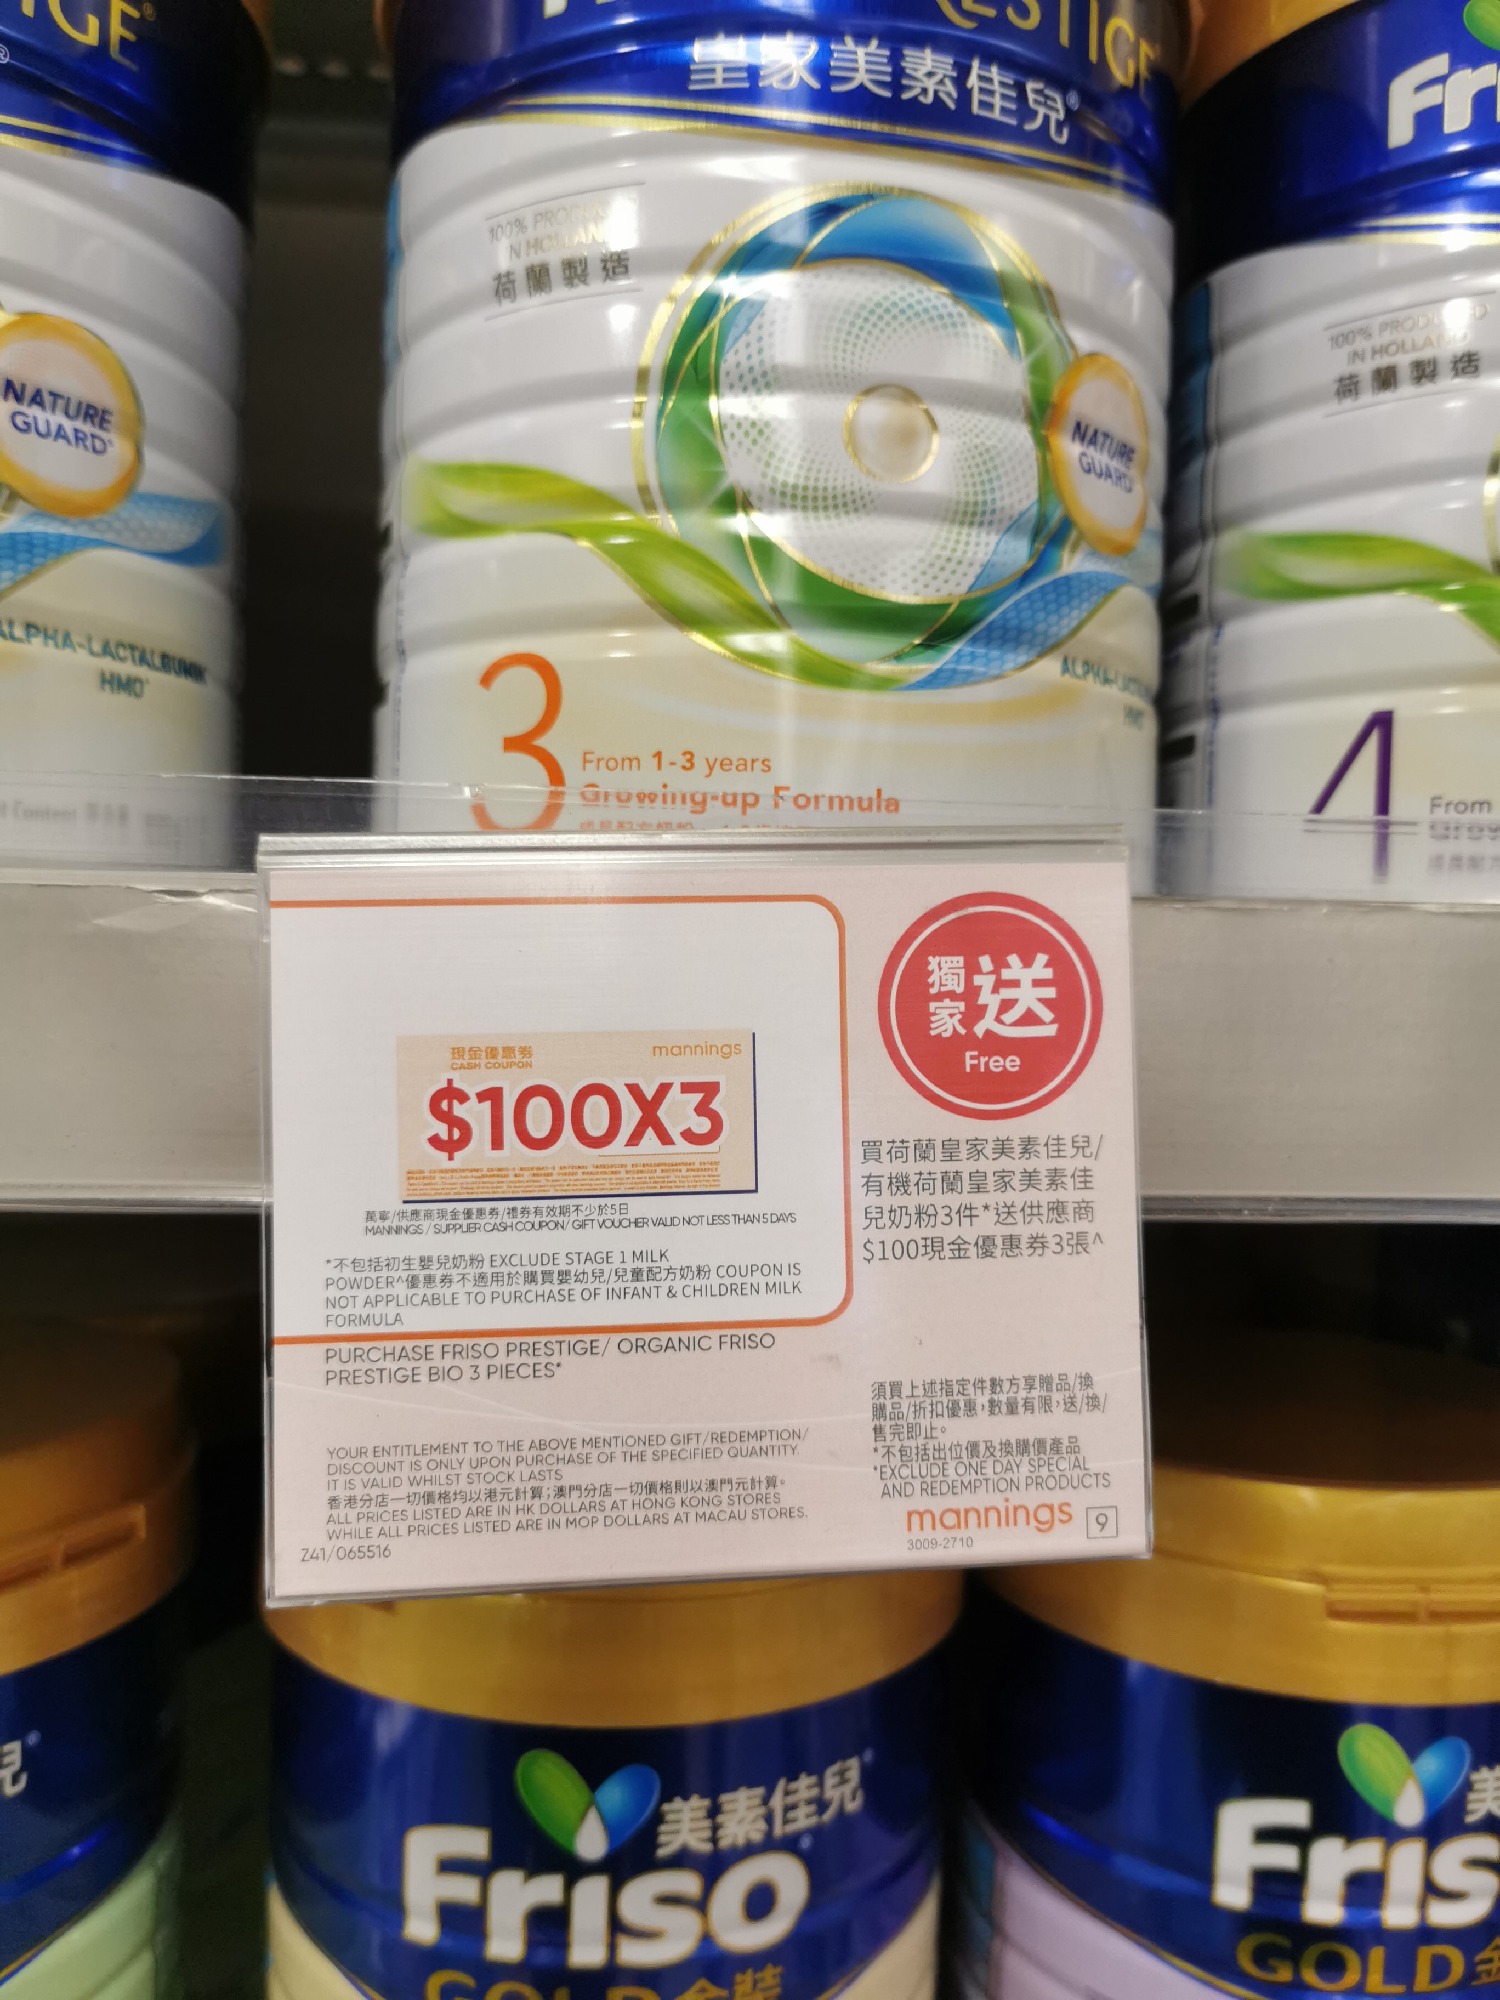 皇家美素佳兒
Fr
100% PRODUCED
IN HOLLAND
荷蘭製造
100% PRODUCED
IN HOLLAND
荷蘭製造
NATURE
GUARD
NATURE
GUARD
ALPHA-LACTALBUMIN
HMO
3
From 1-3 years
Growing-up Formula
4
From
現金優惠券
CASH COUPON
mannings
$100X3
萬寧/供應商現金優惠券/禮券有效期不少於5日
MANNINGS / SUPPLIER CASH COUPON/ GIFT VOUCHER VALID NOT LESS THAN 5 DAYS
*不包括初生嬰兒奶粉 EXCLUDE STAGE 1 MILK
POWDER^優惠券不適用於購買嬰幼兒/兒童配方奶粉 COUPON IS
NOT APPLICABLE TO PURCHASE OF INFANT & CHILDREN MILK
FORMULA
PURCHASE FRISO PRESTIGE/ ORGANIC FRISO
PRESTIGE BIO 3 PIECES*
YOUR ENTITLEMENT TO THE ABOVE MENTIONED GIFT/REDEMPTION/
DISCOUNT IS ONLY UPON PURCHASE OF THE SPECIFIED QUANTITY.
IT IS VALID WHILST STOCK LASTS
香港分店一切價格均以港元計算;澳門分店一切價格則以澳門元計算。
ALL PRICES LISTED ARE IN HK DOLLARS AT HONG KONG STORES
WHILE ALL PRICES LISTED ARE IN MOP DOLLARS AT MACAU STORES.
Z41/065516
獨家送
Free
買荷蘭皇家美素佳兒/
有機荷蘭皇家美素佳
兒奶粉3件*送供應商
$100現金優惠券3張^
須買上述指定件數方享贈品/換
購品/折扣優惠,數量有限,送/換/
售完即止。
*不包括出位價及換購價產品
*EXCLUDE ONE DAY SPECIAL
AND REDEMPTION PRODUCTS
mannings 9
3009-2710
兒
美素佳兒
Friso
GOLD 金裝
美
Fris
GOLD 金